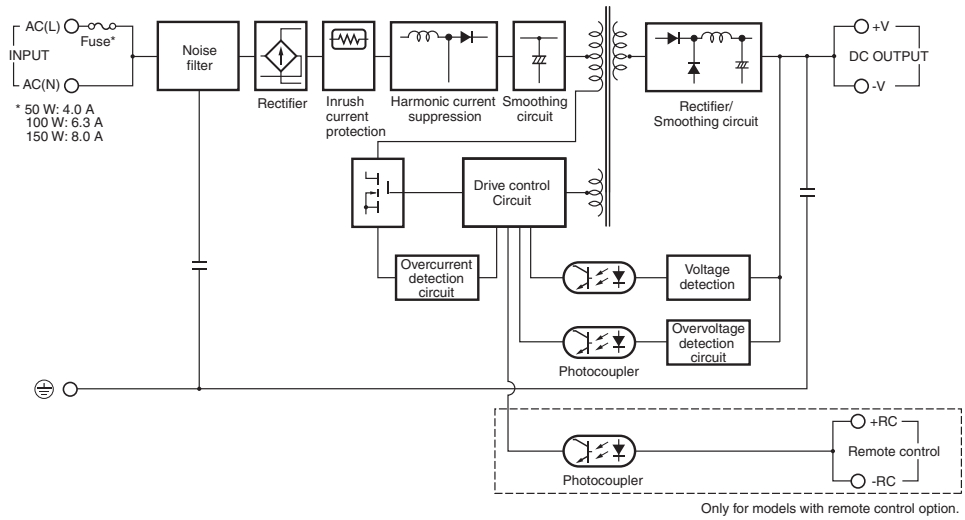 AC(L)
Fuse*
INPUT
AC(N)
* 50 W: 4.0 A
100 W: 6.3 A
150 W: 8.0 A
Noise
filter
Rectifier
Inrush
current
protection
Harmonic current
suppression
Smoothing
circuit
Rectifier/
Smoothing circuit
+V
DC OUTPUT
-V
Drive control
Circuit
Overcurrent
detection
circuit
Voltage
detection
Overvoltage
detection
circuit
Photocoupler
+RC
Remote control
-RC
Photocoupler
Only for models with remote control option.